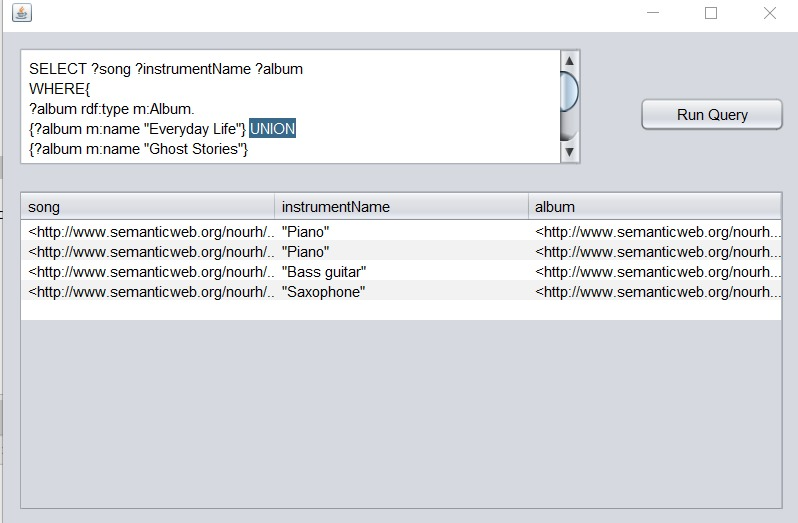 SELECT ?song ?instrumentName ?album
WHERE{
?album rdf:type m:Album.
{?album m:name "Everyday Life"} UNION
{?album m:name "Ghost Stories"}
Run Query
song instrumentName album
<http://www.semanticweb.org/nourh/... "Piano" <http://www.semanticweb.org/nourh...
<http://www.semanticweb.org/nourh/... "Piano" <http://www.semanticweb.org/nourh...
<http://www.semanticweb.org/nourh/... "Bass guitar" <http://www.semanticweb.org/nourh...
<http://www.semanticweb.org/nourh/... "Saxophone" <http://www.semanticweb.org/nourh...